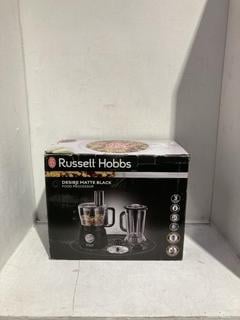 Russell Hobbs
DESIRE MATTE BLACK
FOOD PROCESSOR